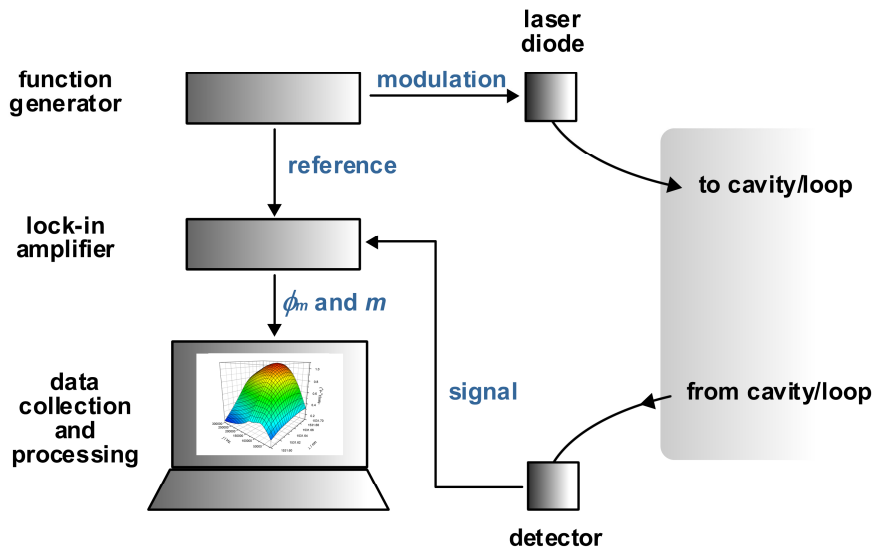 laser
diode
function
generator
modulation
reference
to cavity/loop
lock-in
amplifier
ϕm and m
data
collection
and
processing
signal
from cavity/loop
detector